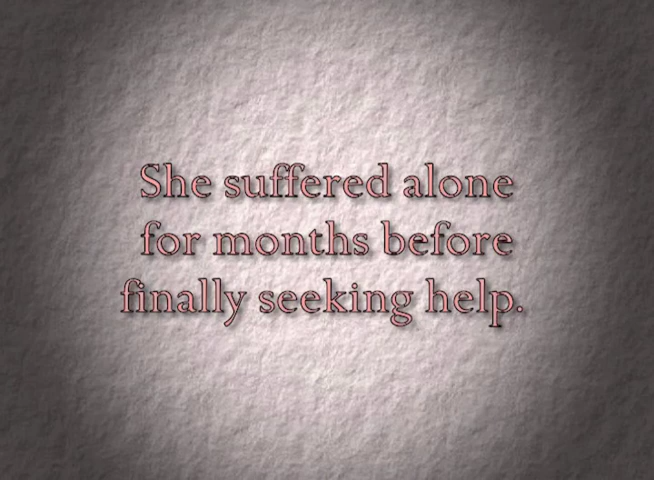 She suffered alone
for months before
finally seeking help.